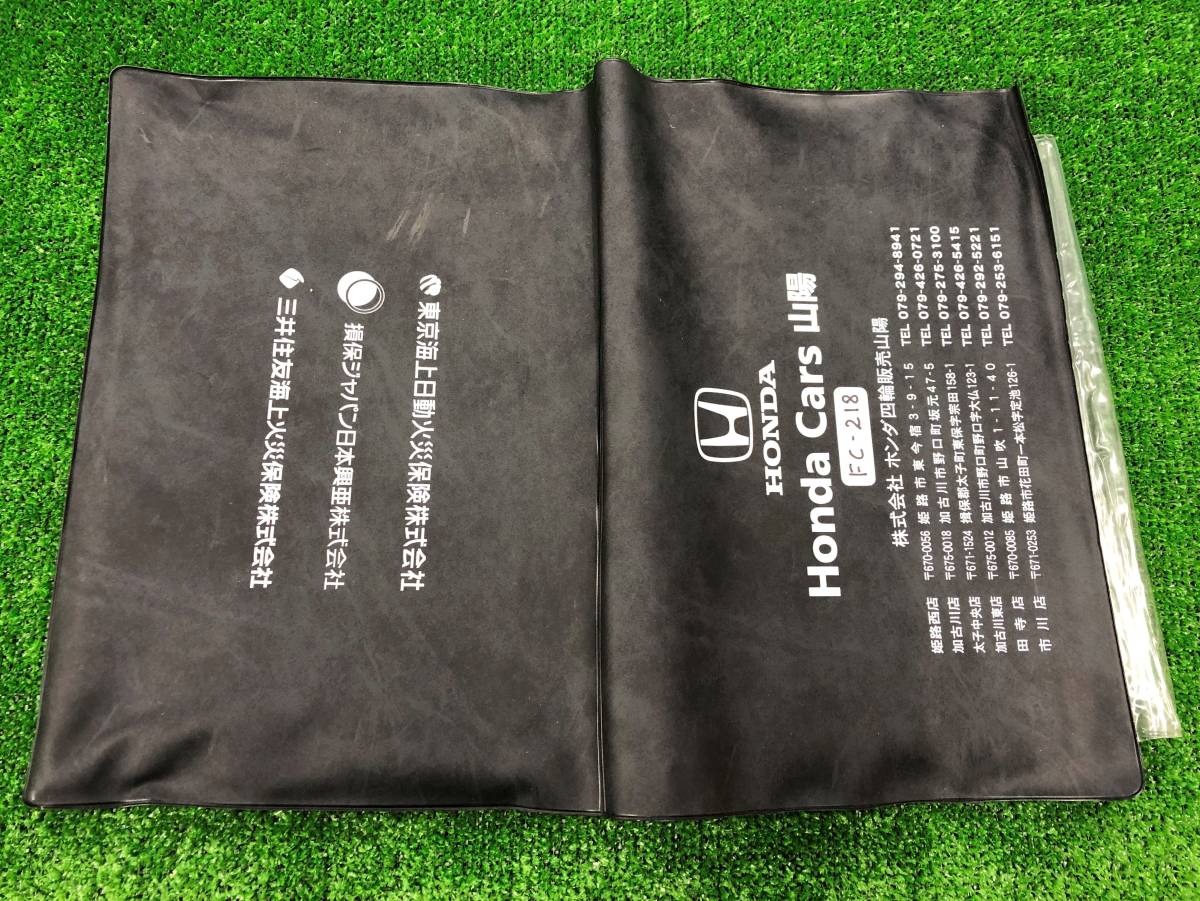 HONDA
Honda Cars 山陽
FC-218
株式会社 ホンダ四輪販売山陽
姫路西店 〒670-0056 姫路市東今宿3-9-15 TEL 079-294-8941
加古川店 〒675-0018 加古川市野口町坂元47-5 TEL 079-426-0721
太子中央店 〒671-1524 揖保郡太子町東保字宗田158-1 TEL 079-275-3100
加古川東店 〒675-0012 加古川市野口町野口字大仏123-1 TEL 079-426-5415
田寺店 〒670-0085 姫路市山吹1-11-40 TEL 079-292-5221
市川店 〒671-0253 姫路市花田町一本松字定池126-1 TEL 079-253-6151
東京海上日動火災保険株式会社
損保ジャパン日本興亜株式会社
三井住友海上火災保険株式会社